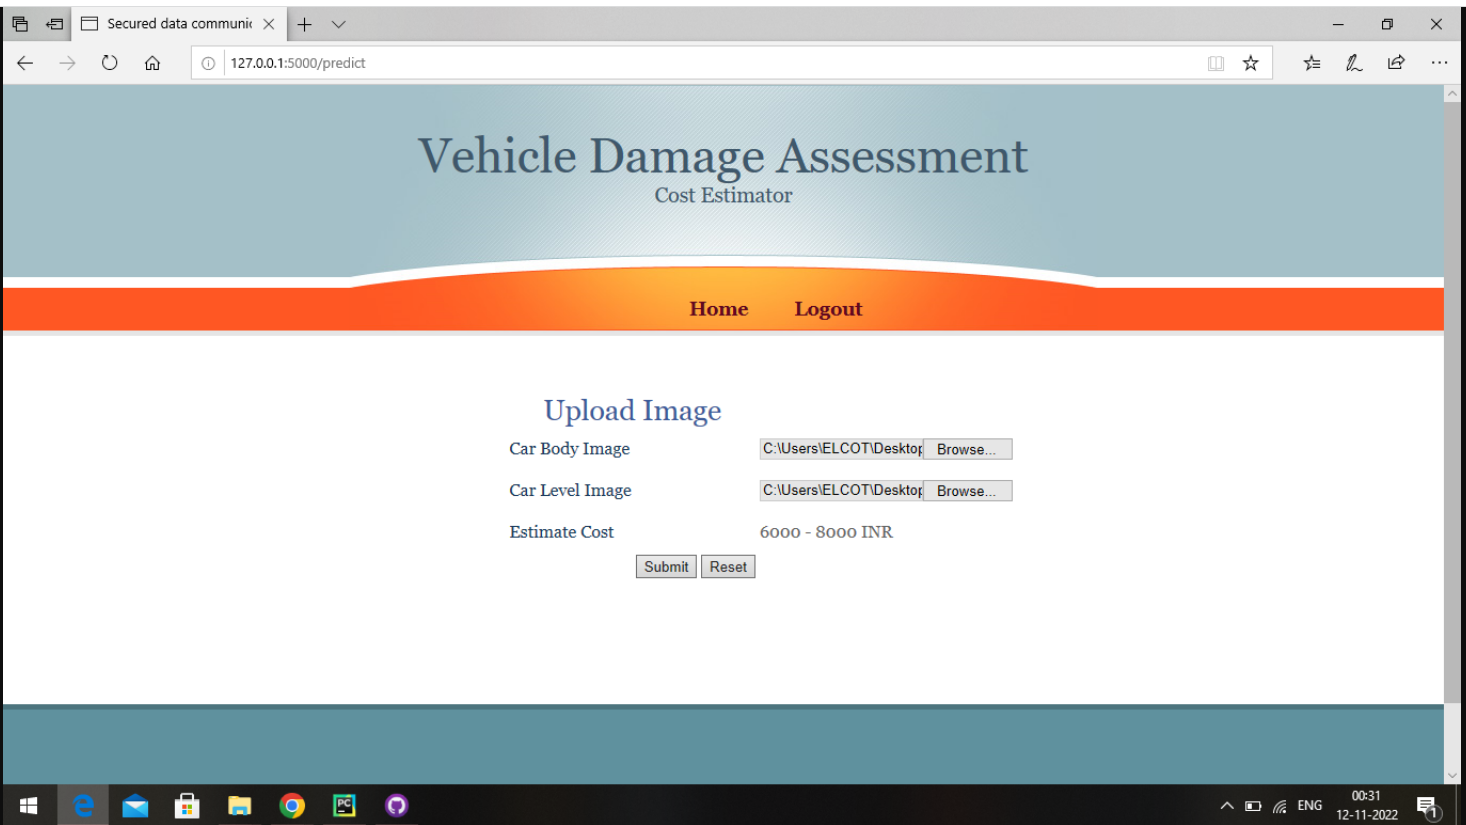 Secured data communic
127.0.0.1:5000/predict
Vehicle Damage Assessment
Cost Estimator
Home Logout
Upload Image
Car Body Image C:\Users\ELCOT\Desktop Browse...
Car Level Image C:\Users\ELCOT\Desktop Browse...
Estimate Cost 6000 - 8000 INR
Submit Reset
PC
ENG
00:31
12-11-2022
1